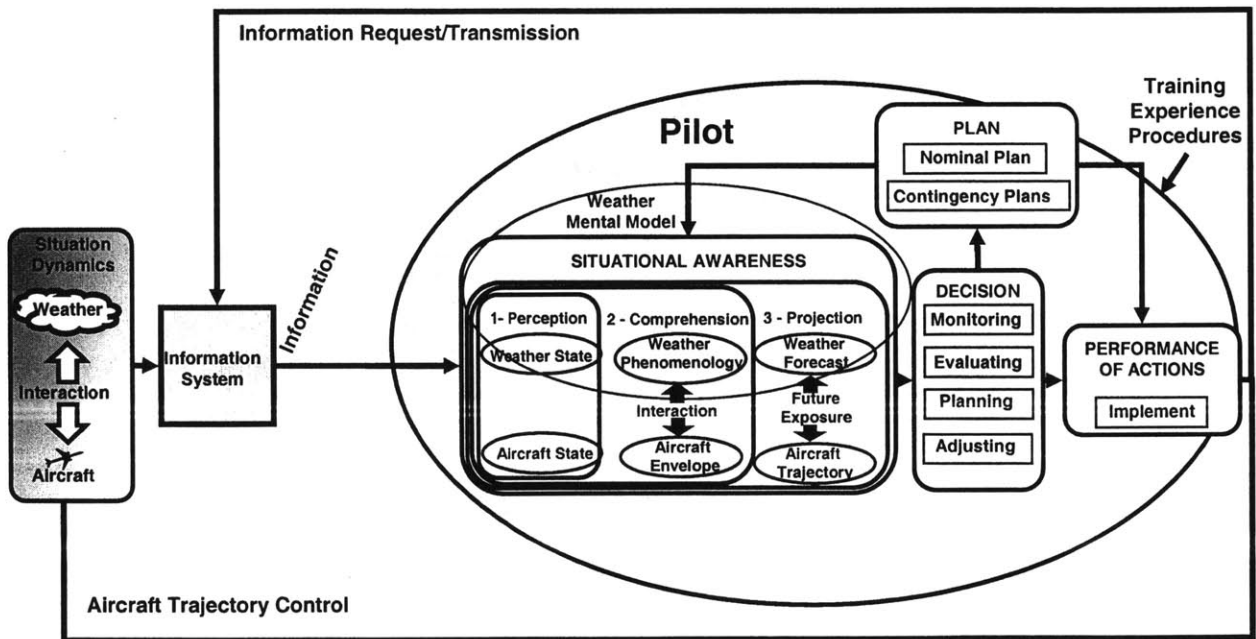 Information Request/Transmission
Training
Experience
Procedures
Pilot
PLAN
Nominal Plan
Contingency Plans
Weather
Mental Model
Situation
Dynamics
Weather
Interaction
Aircraft
Information
System
Information
SITUATIONAL AWARENESS
1- Perception
Weather State
Aircraft State
2 - Comprehension
Weather
Phenomenology
Interaction
Aircraft
Envelope
3 - Projection
Weather
Forecast
Future
Exposure
Aircraft
Trajectory
DECISION
Monitoring
Evaluating
Planning
Adjusting
PERFORMANCE
OF ACTIONS
Implement
Aircraft Trajectory Control